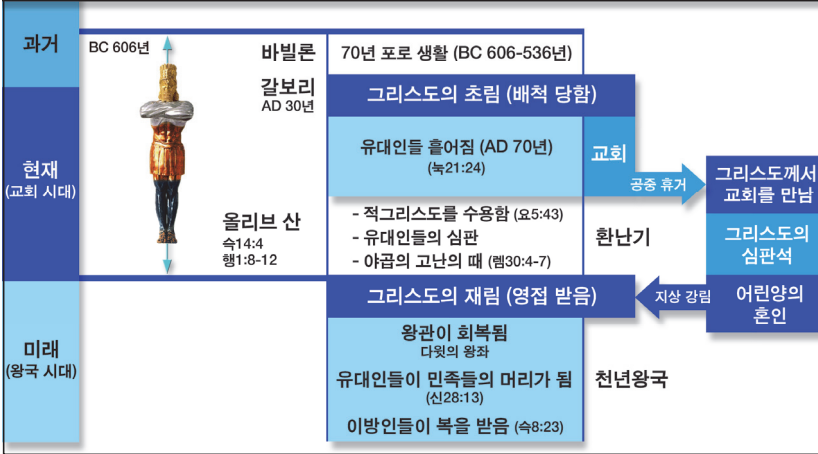 과거
BC 606년
바빌론
70년 포로 생활 (BC 606-536년)
갈보리
AD 30년
그리스도의 초림 (배척 당함)
현재
(교회 시대)
유대인들 흩어짐 (AD 70년)
(눅21:24)
교회
공중 휴거
그리스도께서
교회를 만남
올리브 산
슥14:4
행1:8-12
- 적그리스도를 수용함 (요5:43)
- 유대인들의 심판
- 야곱의 고난의 때 (렘30:4-7)
환난기
그리스도의
심판석
그리스도의 재림 (영접 받음)
지상 강림
어린양의
혼인
미래
(왕국 시대)
왕관이 회복됨
다윗의 왕좌
유대인들이 민족들의 머리가 됨
(신28:13)
이방인들이 복을 받음 (슥8:23)
천년왕국